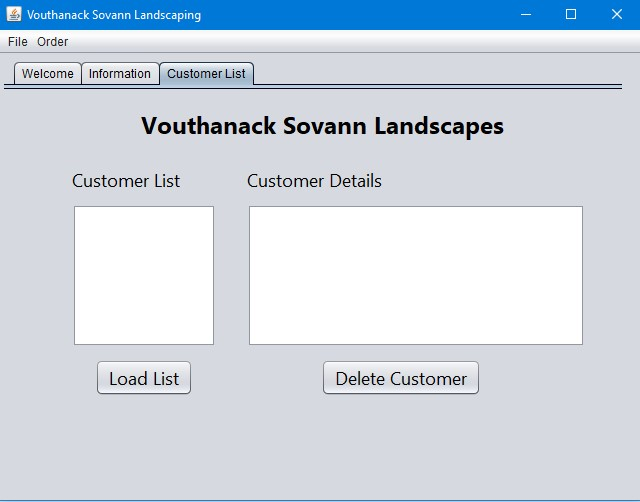 Vouthanack Sovann Landscaping
File Order
Welcome Information Customer List
Vouthanack Sovann Landscapes
Customer List Customer Details
Load List Delete Customer